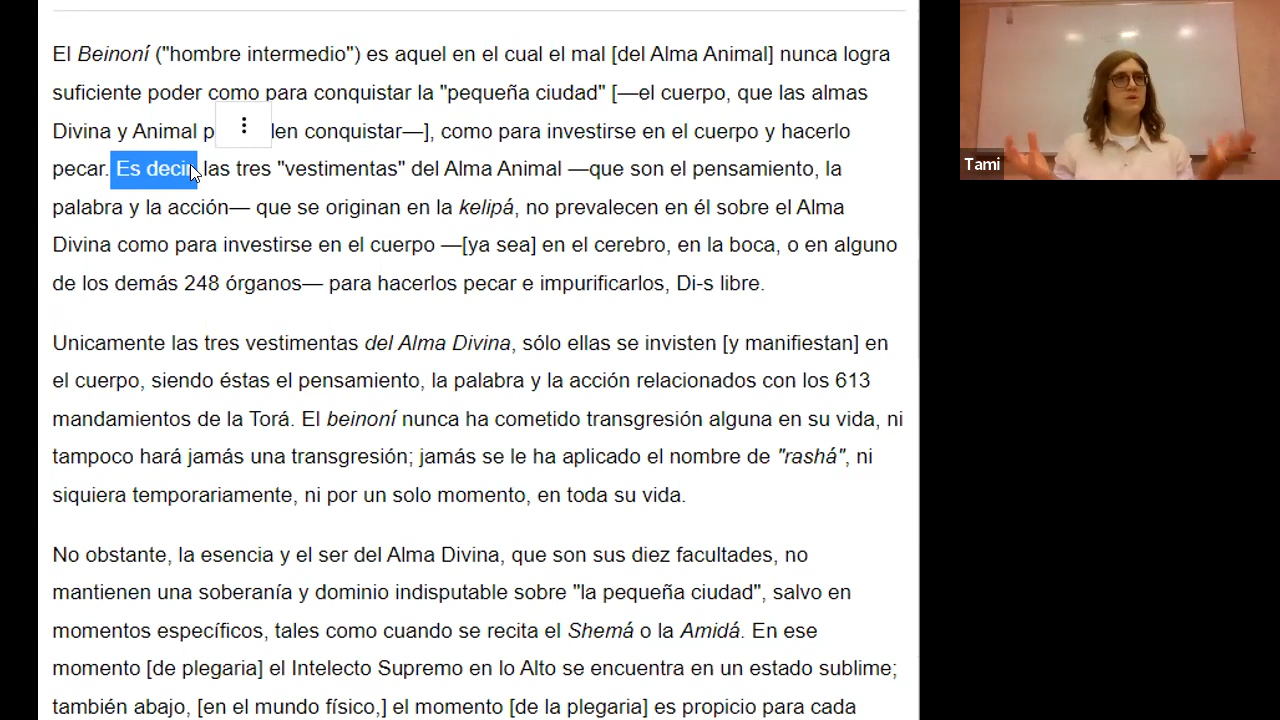 El Beinoní ("hombre intermedio") es aquel en el cual el mal [del Alma Animal] nunca logra
suficiente poder como para conquistar la "pequeña ciudad" [—el cuerpo, que las almas
Divina y Animal p den conquistar—], como para investirse en el cuerpo y hacerlo
pecar. Es decir las tres "vestimentas" del Alma Animal —que son el pensamiento, la
palabra y la acción— que se originan en la kelipá, no prevalecen en él sobre el Alma
Divina como para investirse en el cuerpo —[ya sea] en el cerebro, en la boca, o en alguno
de los demás 248 órganos— para hacerlos pecar e impurificarlos, Di-s libre.
Unicamente las tres vestimentas del Alma Divina, sólo ellas se invisten [y manifiestan] en
el cuerpo, siendo éstas el pensamiento, la palabra y la acción relacionados con los 613
mandamientos de la Torá. El beinoní nunca ha cometido transgresión alguna en su vida, ni
tampoco hará jamás una transgresión; jamás se le ha aplicado el nombre de "rashá", ni
siquiera temporariamente, ni por un solo momento, en toda su vida.
No obstante, la esencia y el ser del Alma Divina, que son sus diez facultades, no
mantienen una soberanía y dominio indisputable sobre "la pequeña ciudad", salvo en
momentos específicos, tales como cuando se recita el Shemá o la Amidá. En ese
momento [de plegaria] el Intelecto Supremo en lo Alto se encuentra en un estado sublime;
también abajo, [en el mundo físico,] el momento [de la plegaria] es propicio para cada
Tami